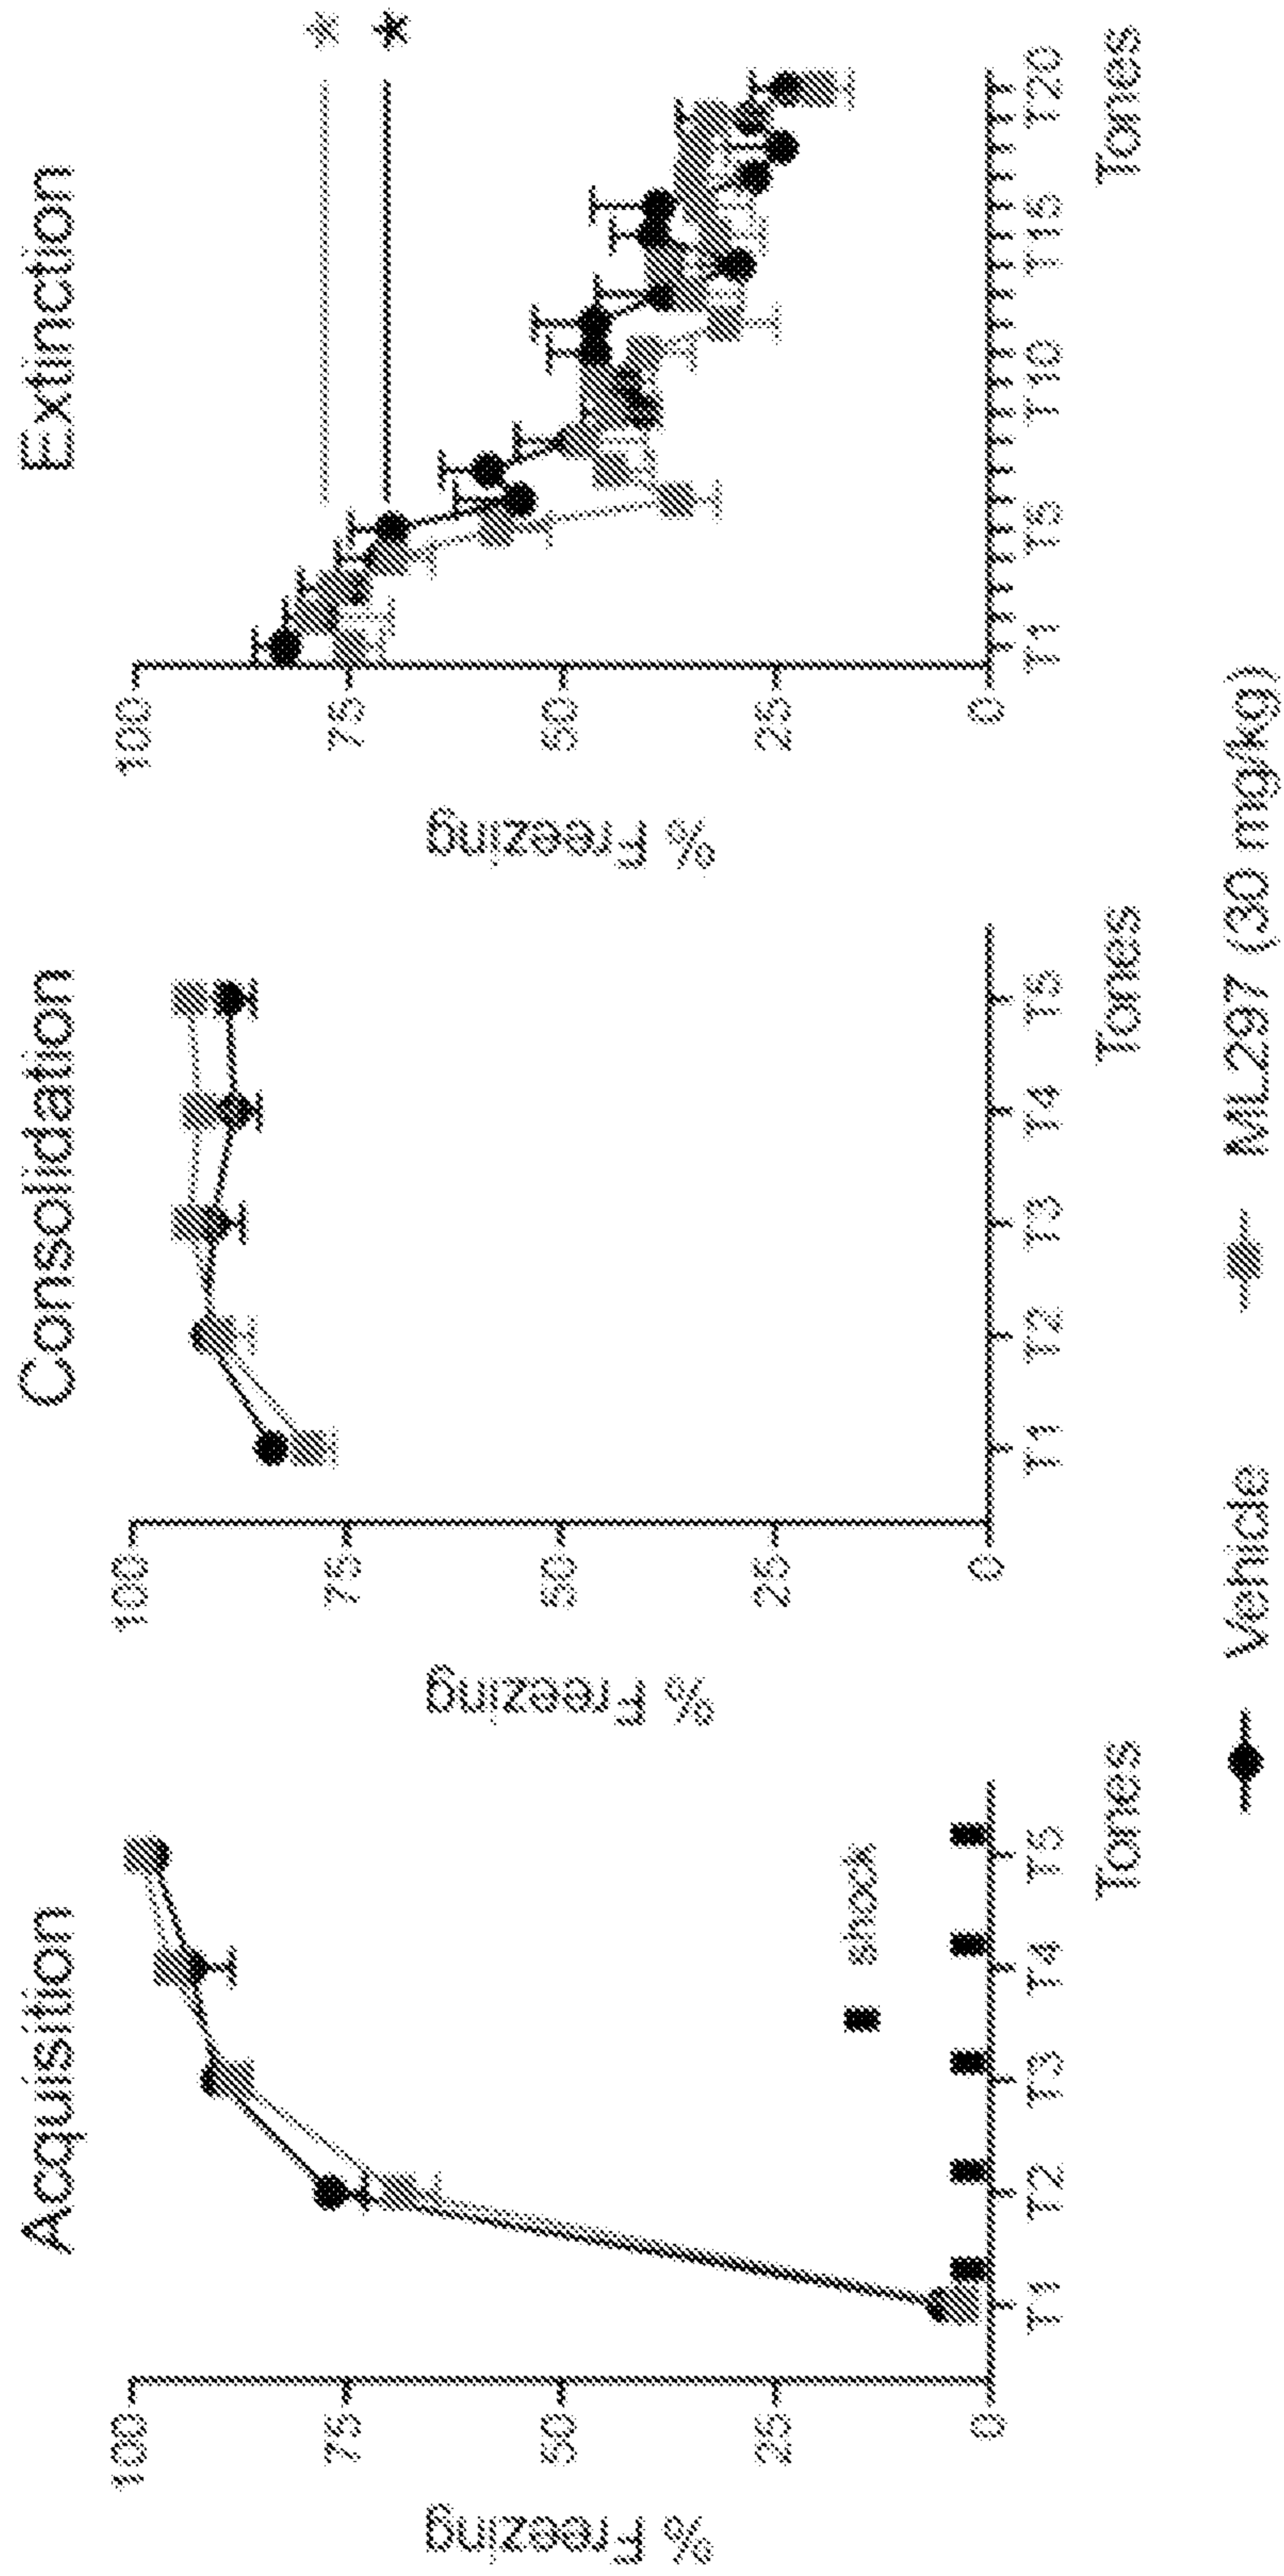 Acquisition
% Freezing
100
75
50
25
0
shock
T1 T2 T3 T4 T5
Tones
Consolidation
% Freezing
100
75
50
25
0
T1 T2 T3 T4 T5
Tones
Extinction
% Freezing
100
75
50
25
0
*
*
T1 T5 T10 T15 T20
Tones
Vehicle ML297 (30 mg/kg)